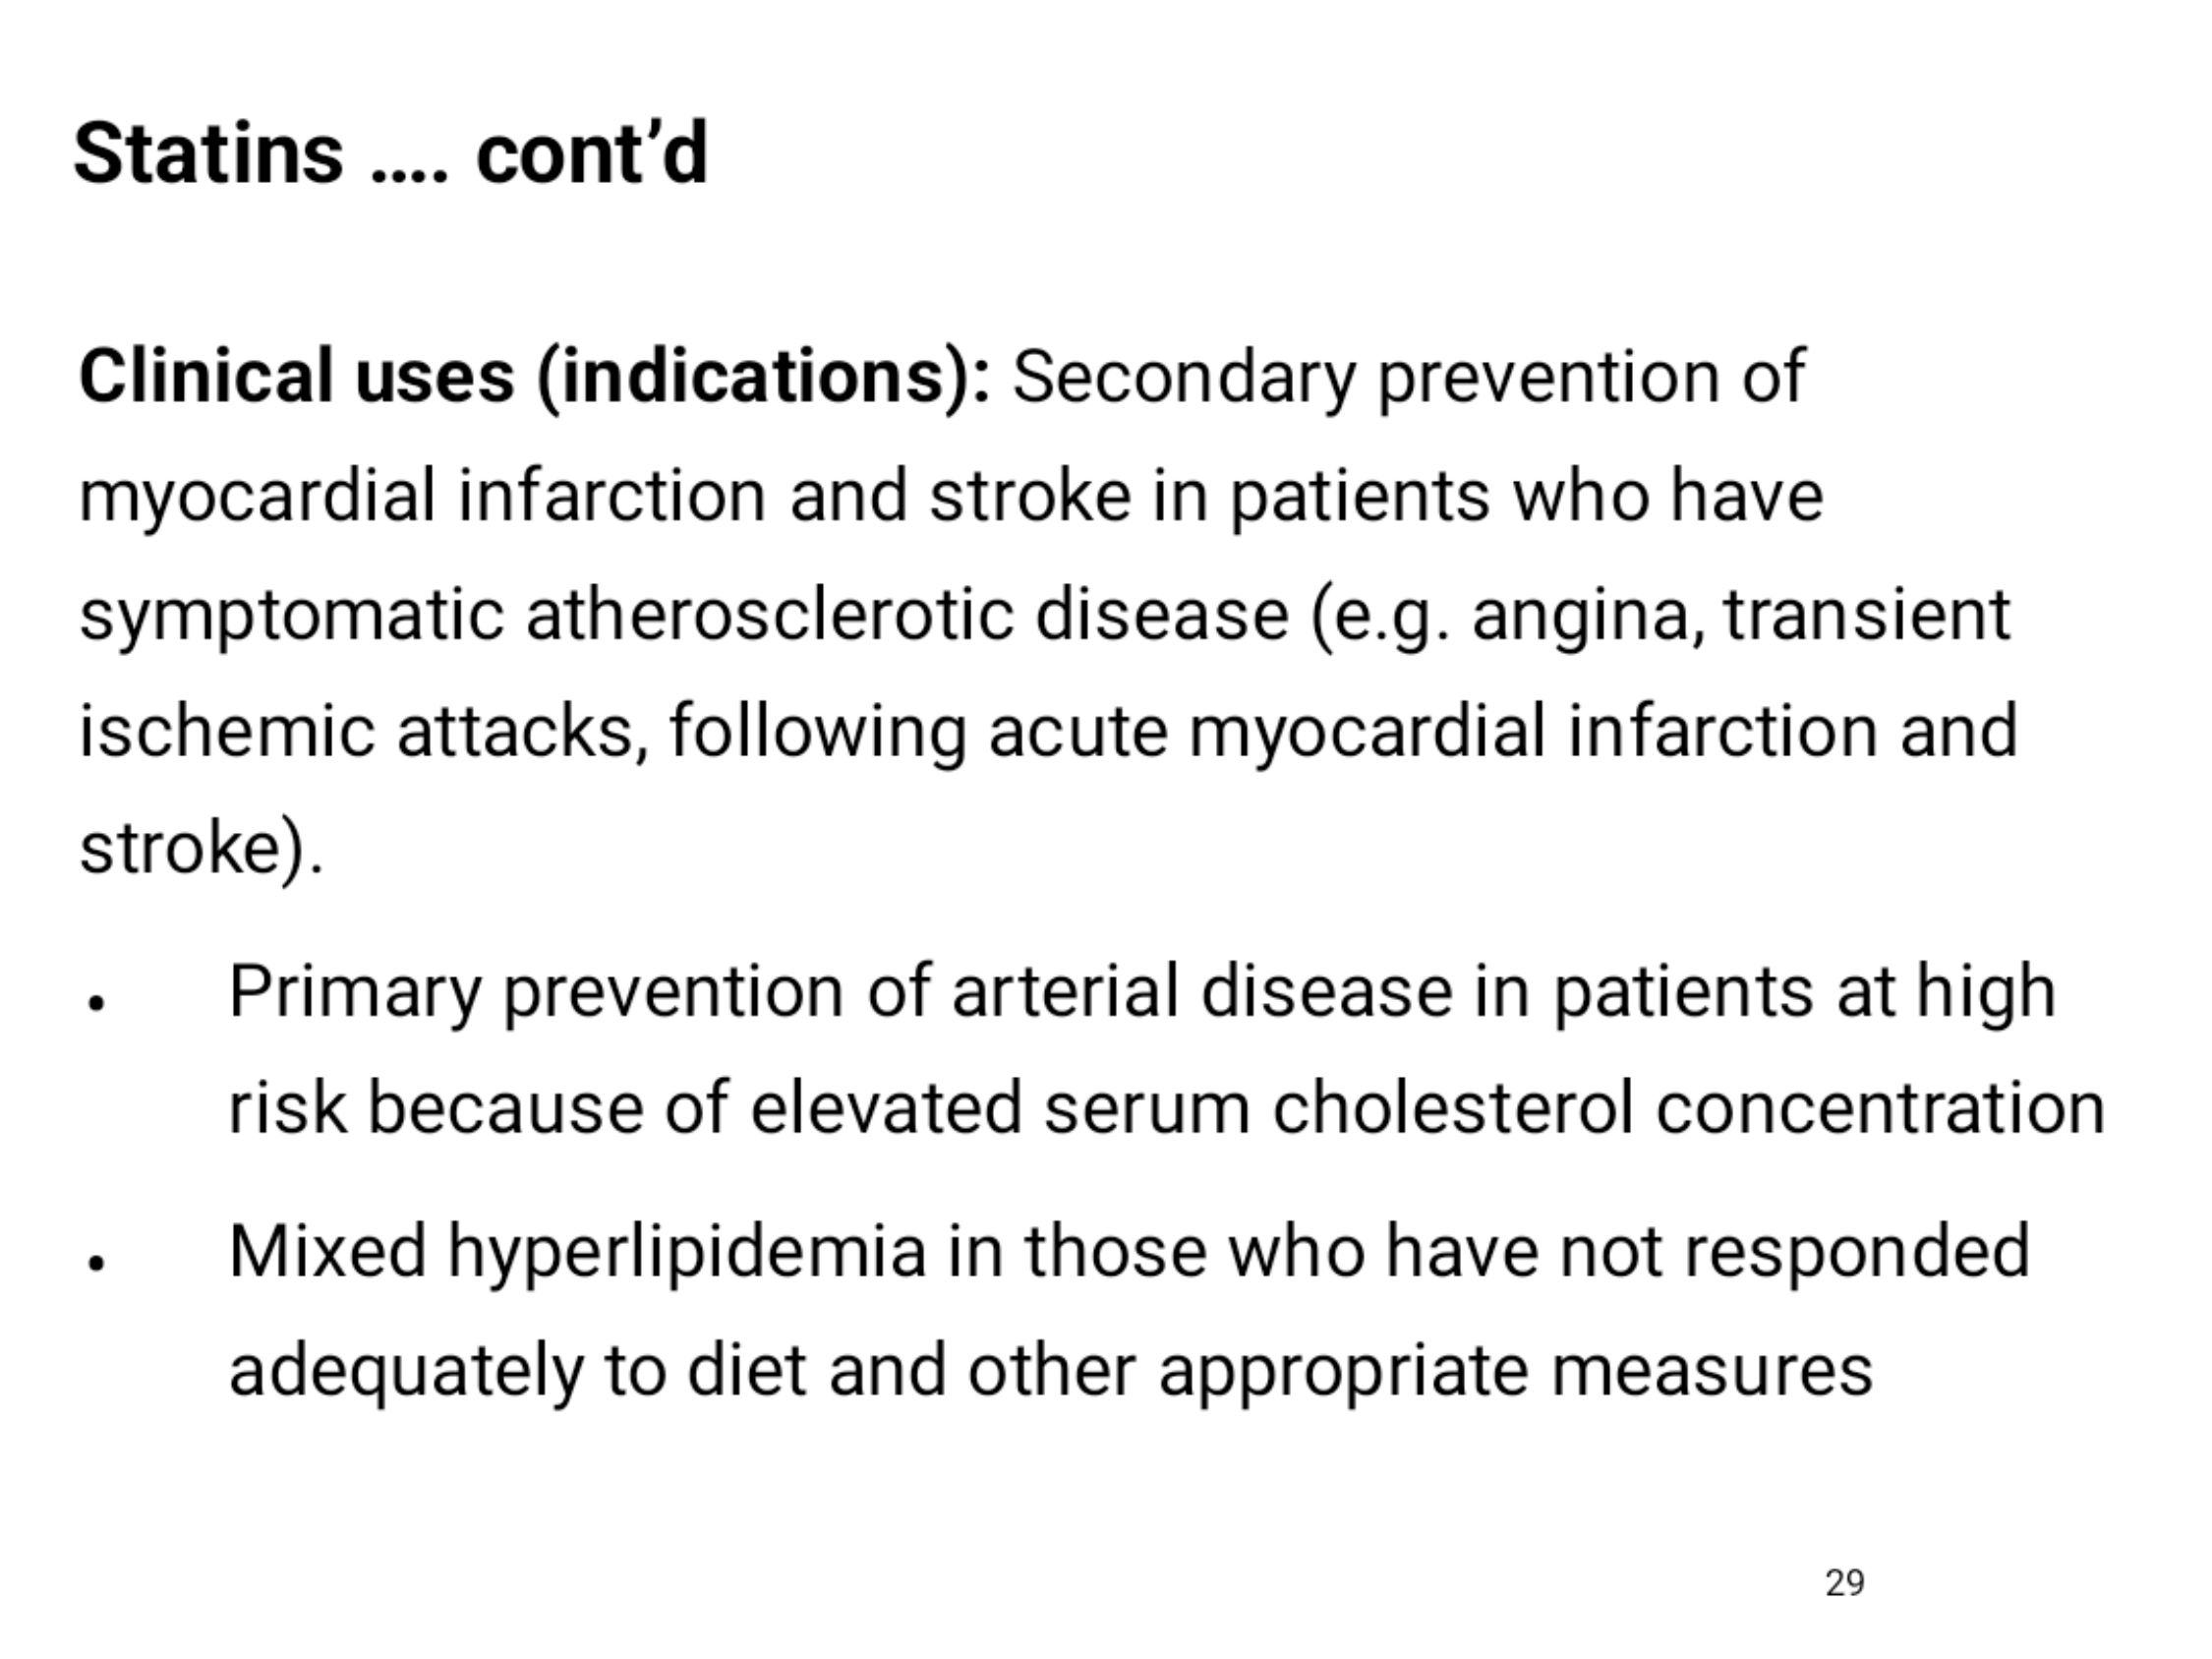 Statins .... cont’d
Clinical uses (indications): Secondary prevention of
myocardial infarction and stroke in patients who have
symptomatic atherosclerotic disease (e.g. angina, transient
ischemic attacks, following acute myocardial infarction and
stroke).
• Primary prevention of arterial disease in patients at high
risk because of elevated serum cholesterol concentration
• Mixed hyperlipidemia in those who have not responded
adequately to diet and other appropriate measures
29